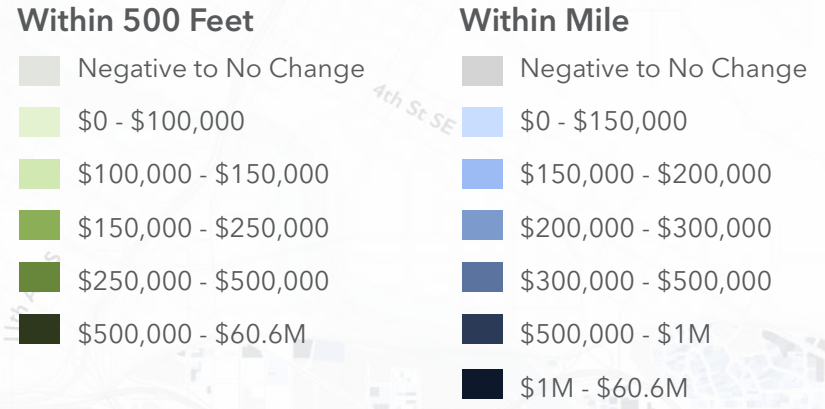 Within 500 Feet
Negative to No Change
$0 - $100,000
$100,000 - $150,000
$150,000 - $250,000
$250,000 - $500,000
$500,000 - $60.6M
Within Mile
Negative to No Change
$0 - $150,000
$150,000 - $200,000
$200,000 - $300,000
$300,000 - $500,000
$500,000 - $1M
$1M - $60.6M
4th St SE
11th